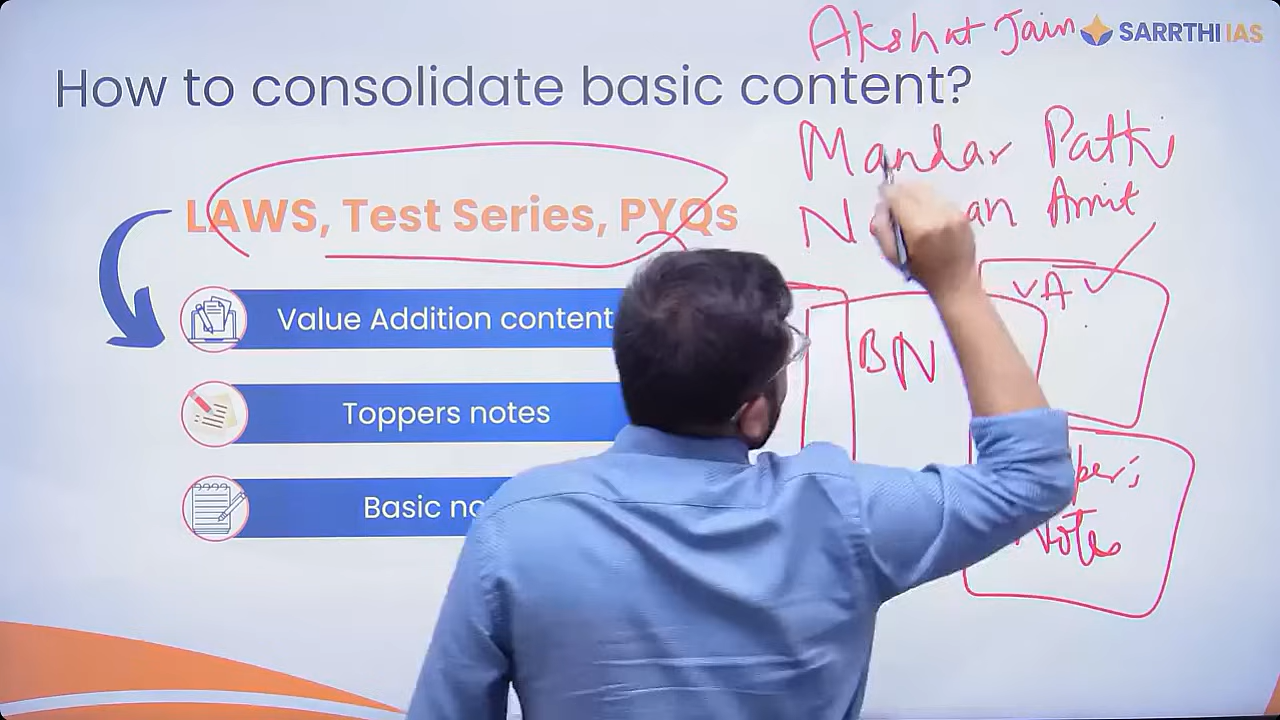 Akshat Jain
SARRTHI IAS
How to consolidate basic content?
Mandar Patki
LAWS, Test Series, PYQs
Amit
VA
Value Addition content
BN
Toppers notes
Basic
Notes